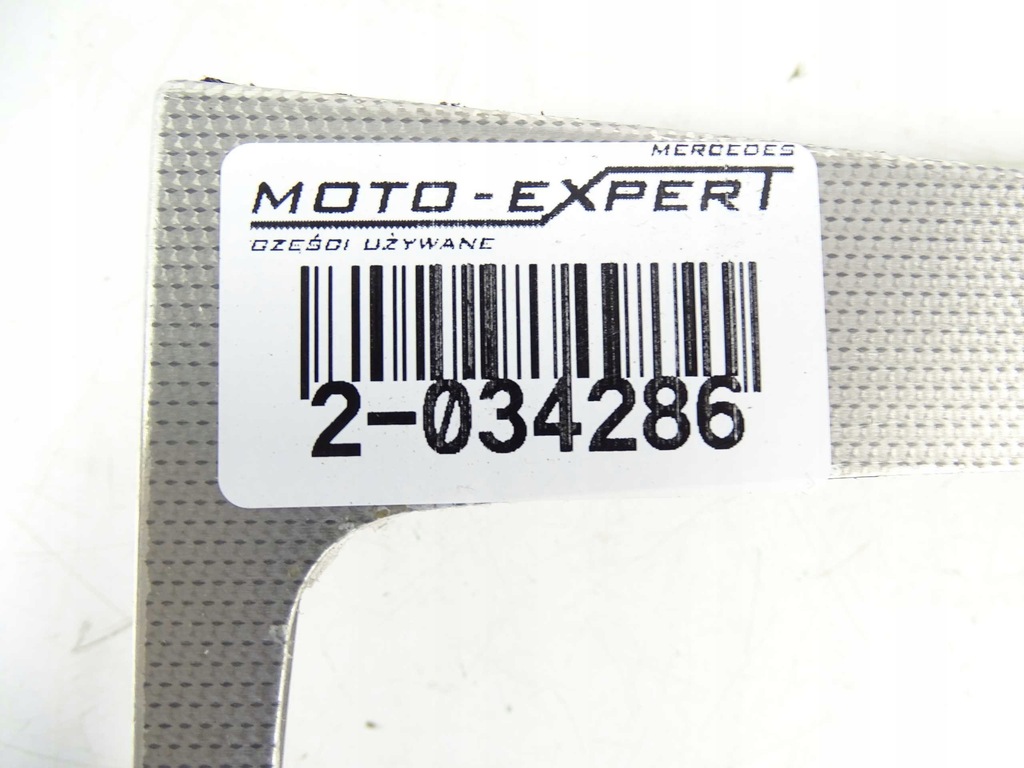 MERCEDES
MOTO-EXPERT
CZĘŚCI UŻYWANE
2-034286